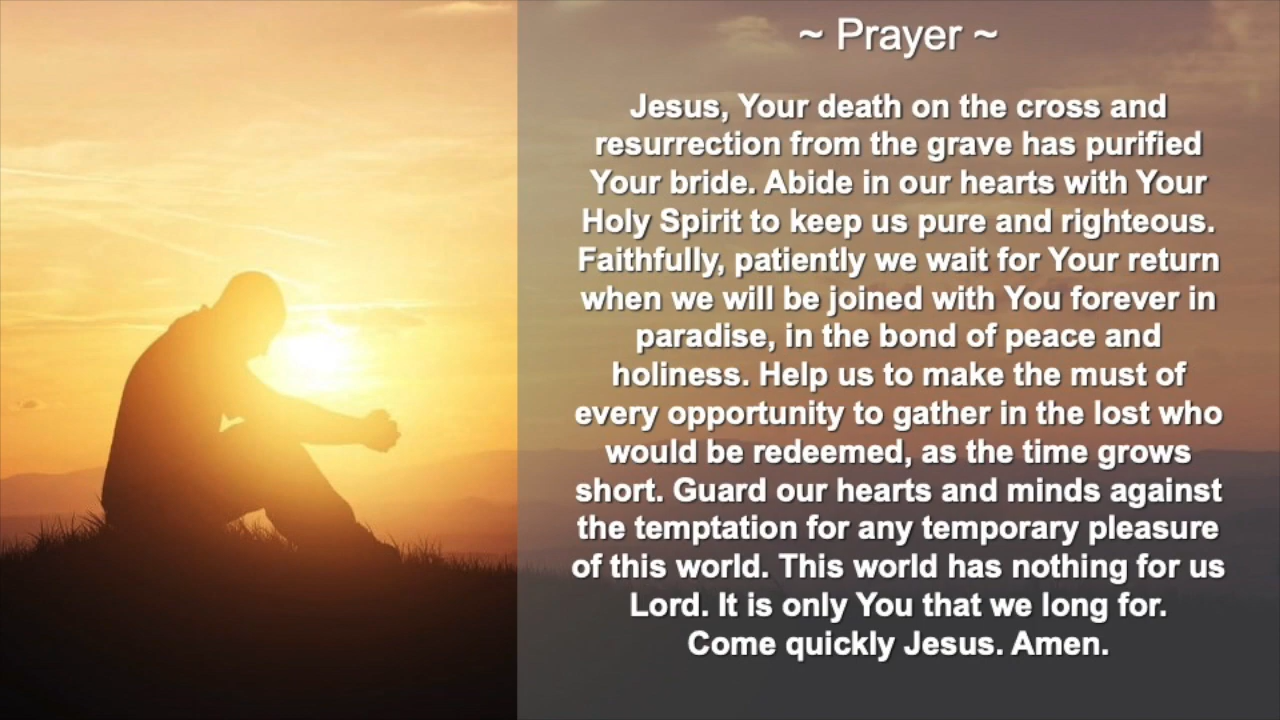 ~ Prayer ~
Jesus, Your death on the cross and
resurrection from the grave has purified
Your bride. Abide in our hearts with Your
Holy Spirit to keep us pure and righteous.
Faithfully, patiently we wait for Your return
when we will be joined with You forever in
paradise, in the bond of peace and
holiness. Help us to make the must of
every opportunity to gather in the lost who
would be redeemed, as the time grows
short. Guard our hearts and minds against
the temptation for any temporary pleasure
of this world. This world has nothing for us
Lord. It is only You that we long for.
Come quickly Jesus. Amen.